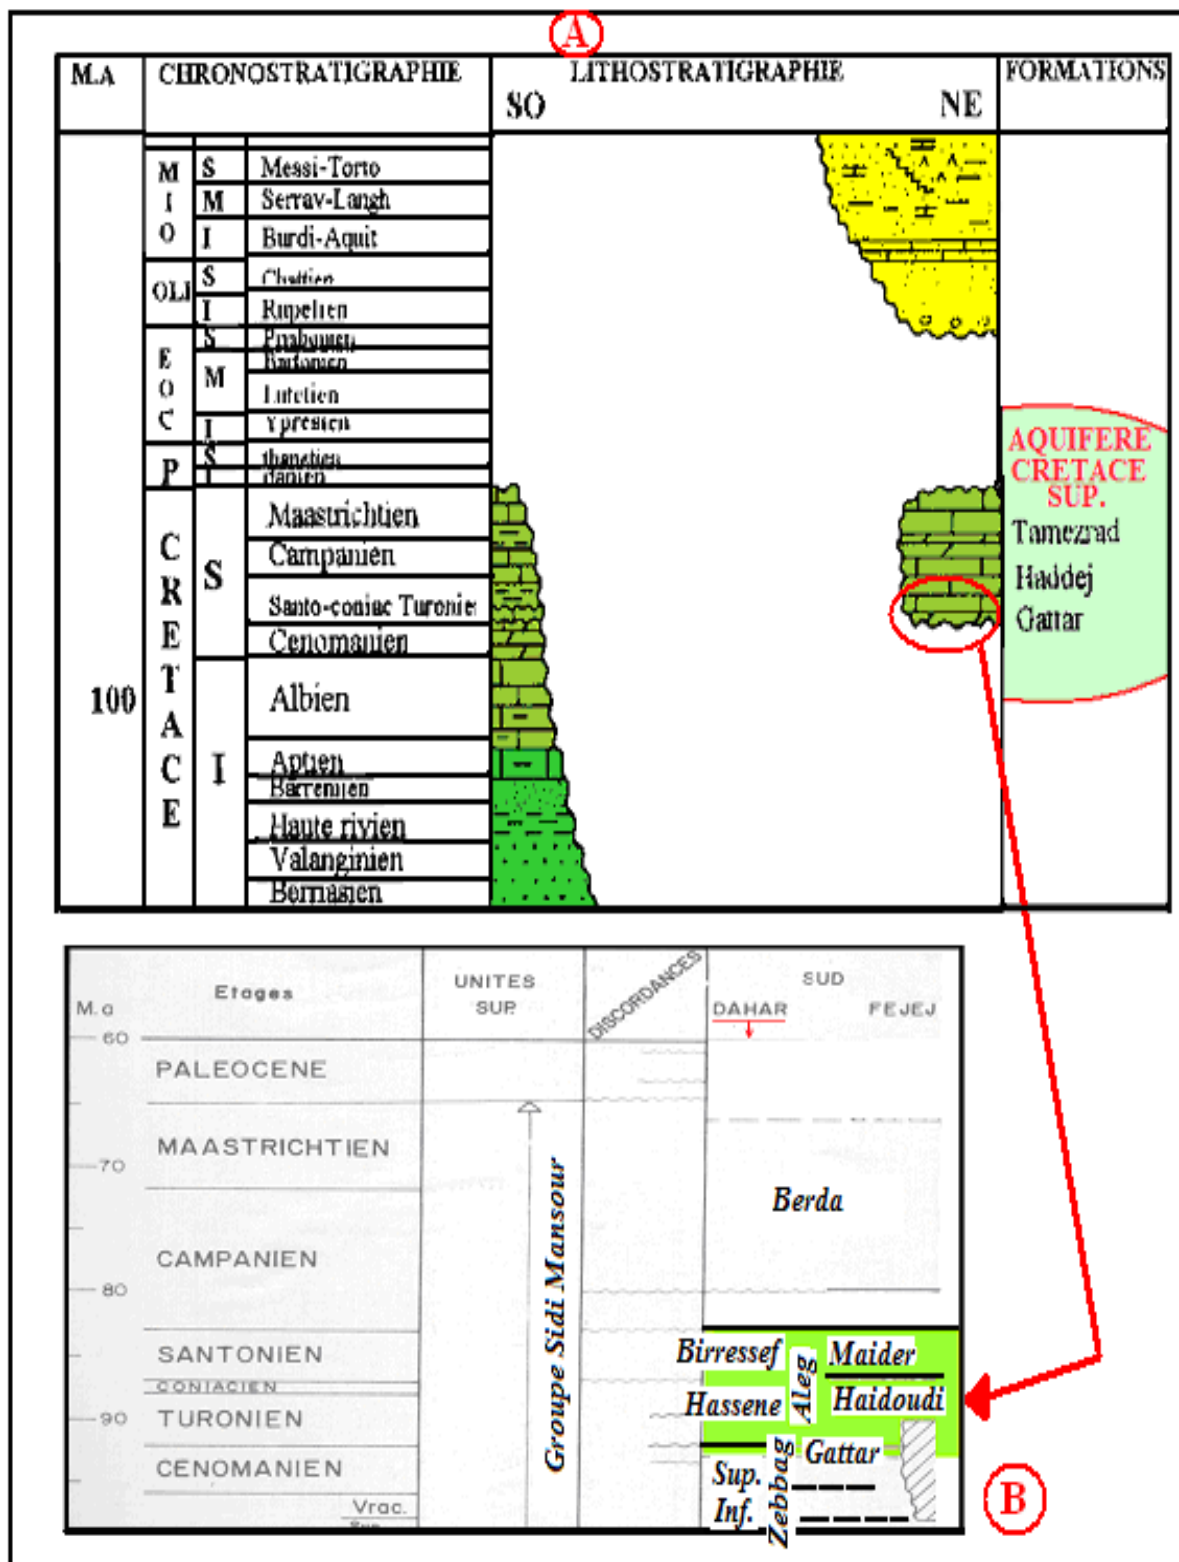 A
M.A CHRONOSTRATIGRAPHIE LITHOSTRATIGRAPHIE FORMATIONS
SO NE
M I O
S Messi-Torto
M Serrav-Langh
I Burdi-Aquit
OLI
S Chattien
I Rupelien
E O C
S
M
Lutetien
I Ypresien
P
S thanetien
I danien
CRETACE
S
Maastrichtien
Campanien
Santo-coniac Turonie
Cenomanien
100
I
Albien
Aptien
Barremien
Haute rivien
Valanginien
Berriasien
AQUIFERE
CRETACE
SUP.
Tamezrad
Haddej
Gattar
M.a Etages UNITES SUP. DISCORDANCES SUD
DAHAR FEJEJ
60
PALEOCENE
MAASTRICHTIEN
70
Berda
CAMPANIEN
80
Groupe Sidi Mansour
SANTONIEN
CONIACIEN
90
TURONIEN
CENOMANIEN
Vrac.
Birressef Aleg Maider
Hassene Haidoudi
Zebbag Gattar
Sup.
Inf.
B